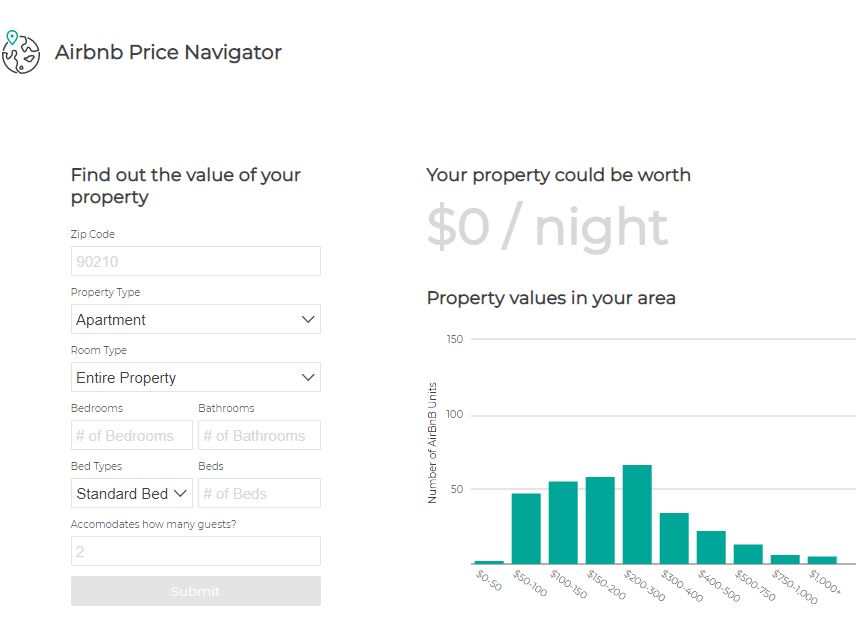 Airbnb Price Navigator
Find out the value of your
property
Zip Code
90210
Property Type
Apartment
Room Type
Entire Property
Bedrooms
Bathrooms
# of Bedrooms
# of Bathrooms
Bed Types
Beds
Standard Bed
# of Beds
Accomodates how many guests?
2
Submit
Your property could be worth
$0 / night
Property values in your area
150
100
50
Number of AirBnB Units
$0-50
$50-100
$100-150
$150-200
$200-300
$300-400
$400-500
$500-750
$750-1,000
$1,000+